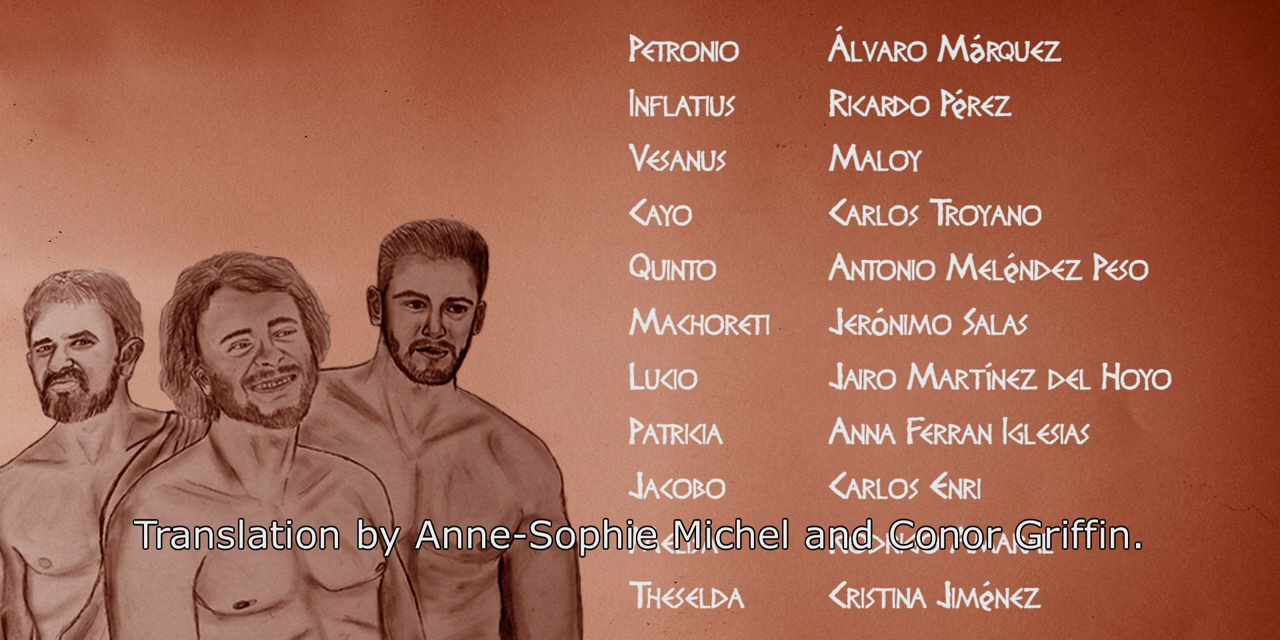 Petronio Álvaro Márquez
Inflatius Ricardo Pérez
Vesanus Maloy
Cayo Carlos Troyano
Quinto Antonio Meléndez Peso
Machoreti Jerónimo Salas
Lucio Jairo Martínez del Hoyo
Patricia Anna Ferran Iglesias
Jacobo Carlos Enri
Translation by Anne-Sophie Michel and Conor Griffin.
Theselda Cristina Jiménez